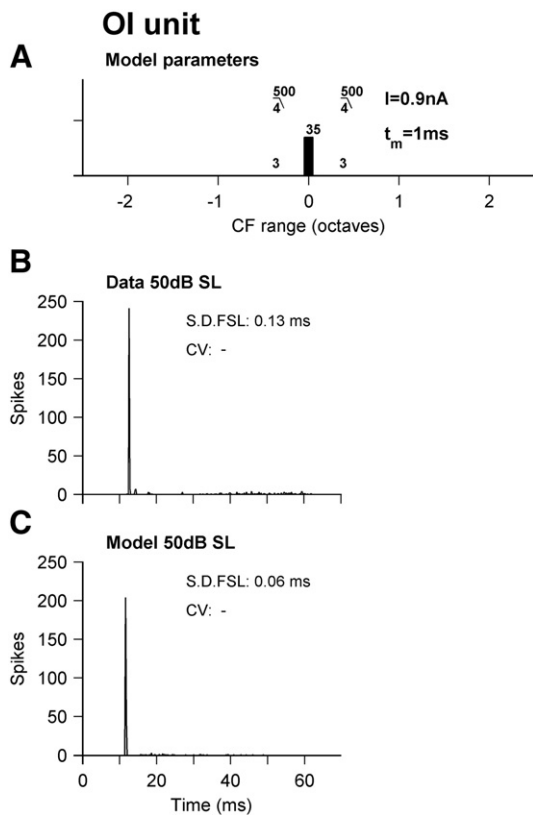 OI unit
A
Model parameters
500 500 I=0.9nA
4 4
35 t_m=1ms
3 3
-2 -1 0 1 2
CF range (octaves)
B
Data 50dB SL
250
S.D.FSL: 0.13 ms
200
CV: -
150
Spikes
100
50
0
C
Model 50dB SL
250
S.D.FSL: 0.06 ms
200
CV: -
150
Spikes
100
50
0
0 20 40 60
Time (ms)